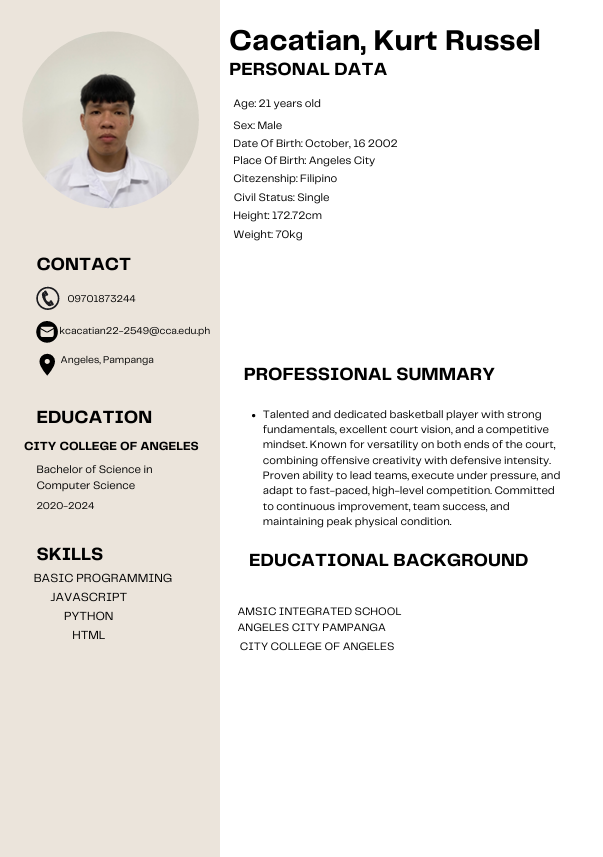 Cacatian, Kurt Russel
PERSONAL DATA
Age: 21 years old
Sex: Male
Date Of Birth: October, 16 2002
Place Of Birth: Angeles City
Citezenship: Filipino
Civil Status: Single
Height: 172.72cm
Weight: 70kg
CONTACT
09701873244
kcacatian22-2549@cca.edu.ph
Angeles, Pampanga
EDUCATION
CITY COLLEGE OF ANGELES
Bachelor of Science in
Computer Science
2020-2024
SKILLS
BASIC PROGRAMMING
JAVASCRIPT
PYTHON
HTML
PROFESSIONAL SUMMARY
• Talented and dedicated basketball player with strong
fundamentals, excellent court vision, and a competitive
mindset. Known for versatility on both ends of the court,
combining offensive creativity with defensive intensity.
Proven ability to lead teams, execute under pressure, and
adapt to fast-paced, high-level competition. Committed
to continuous improvement, team success, and
maintaining peak physical condition.
EDUCATIONAL BACKGROUND
AMSIC INTEGRATED SCHOOL
ANGELES CITY PAMPANGA
CITY COLLEGE OF ANGELES